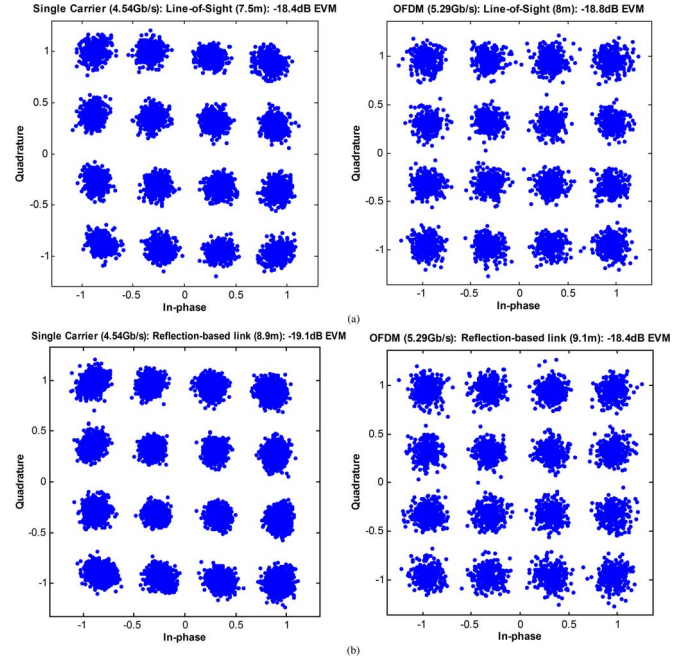 Single Carrier (4.54Gb/s): Line-of-Sight (7.5m): -18.4dB EVM
OFDM (5.29Gb/s): Line-of-Sight (8m): -18.8dB EVM
Quadrature
1
0.5
0
-0.5
-1
-1 -0.5 0 0.5 1
In-phase
Quadrature
1
0.5
0
-0.5
-1
-1 -0.5 0 0.5 1
In-phase
(a)
Single Carrier (4.54Gb/s): Reflection-based link (8.9m): -19.1dB EVM
OFDM (5.29Gb/s): Reflection-based link (9.1m): -18.4dB EVM
Quadrature
1
0.5
0
-0.5
-1
-1 -0.5 0 0.5 1
In-phase
Quadrature
1
0.5
0
-0.5
-1
-1 -0.5 0 0.5 1
In-phase
(b)